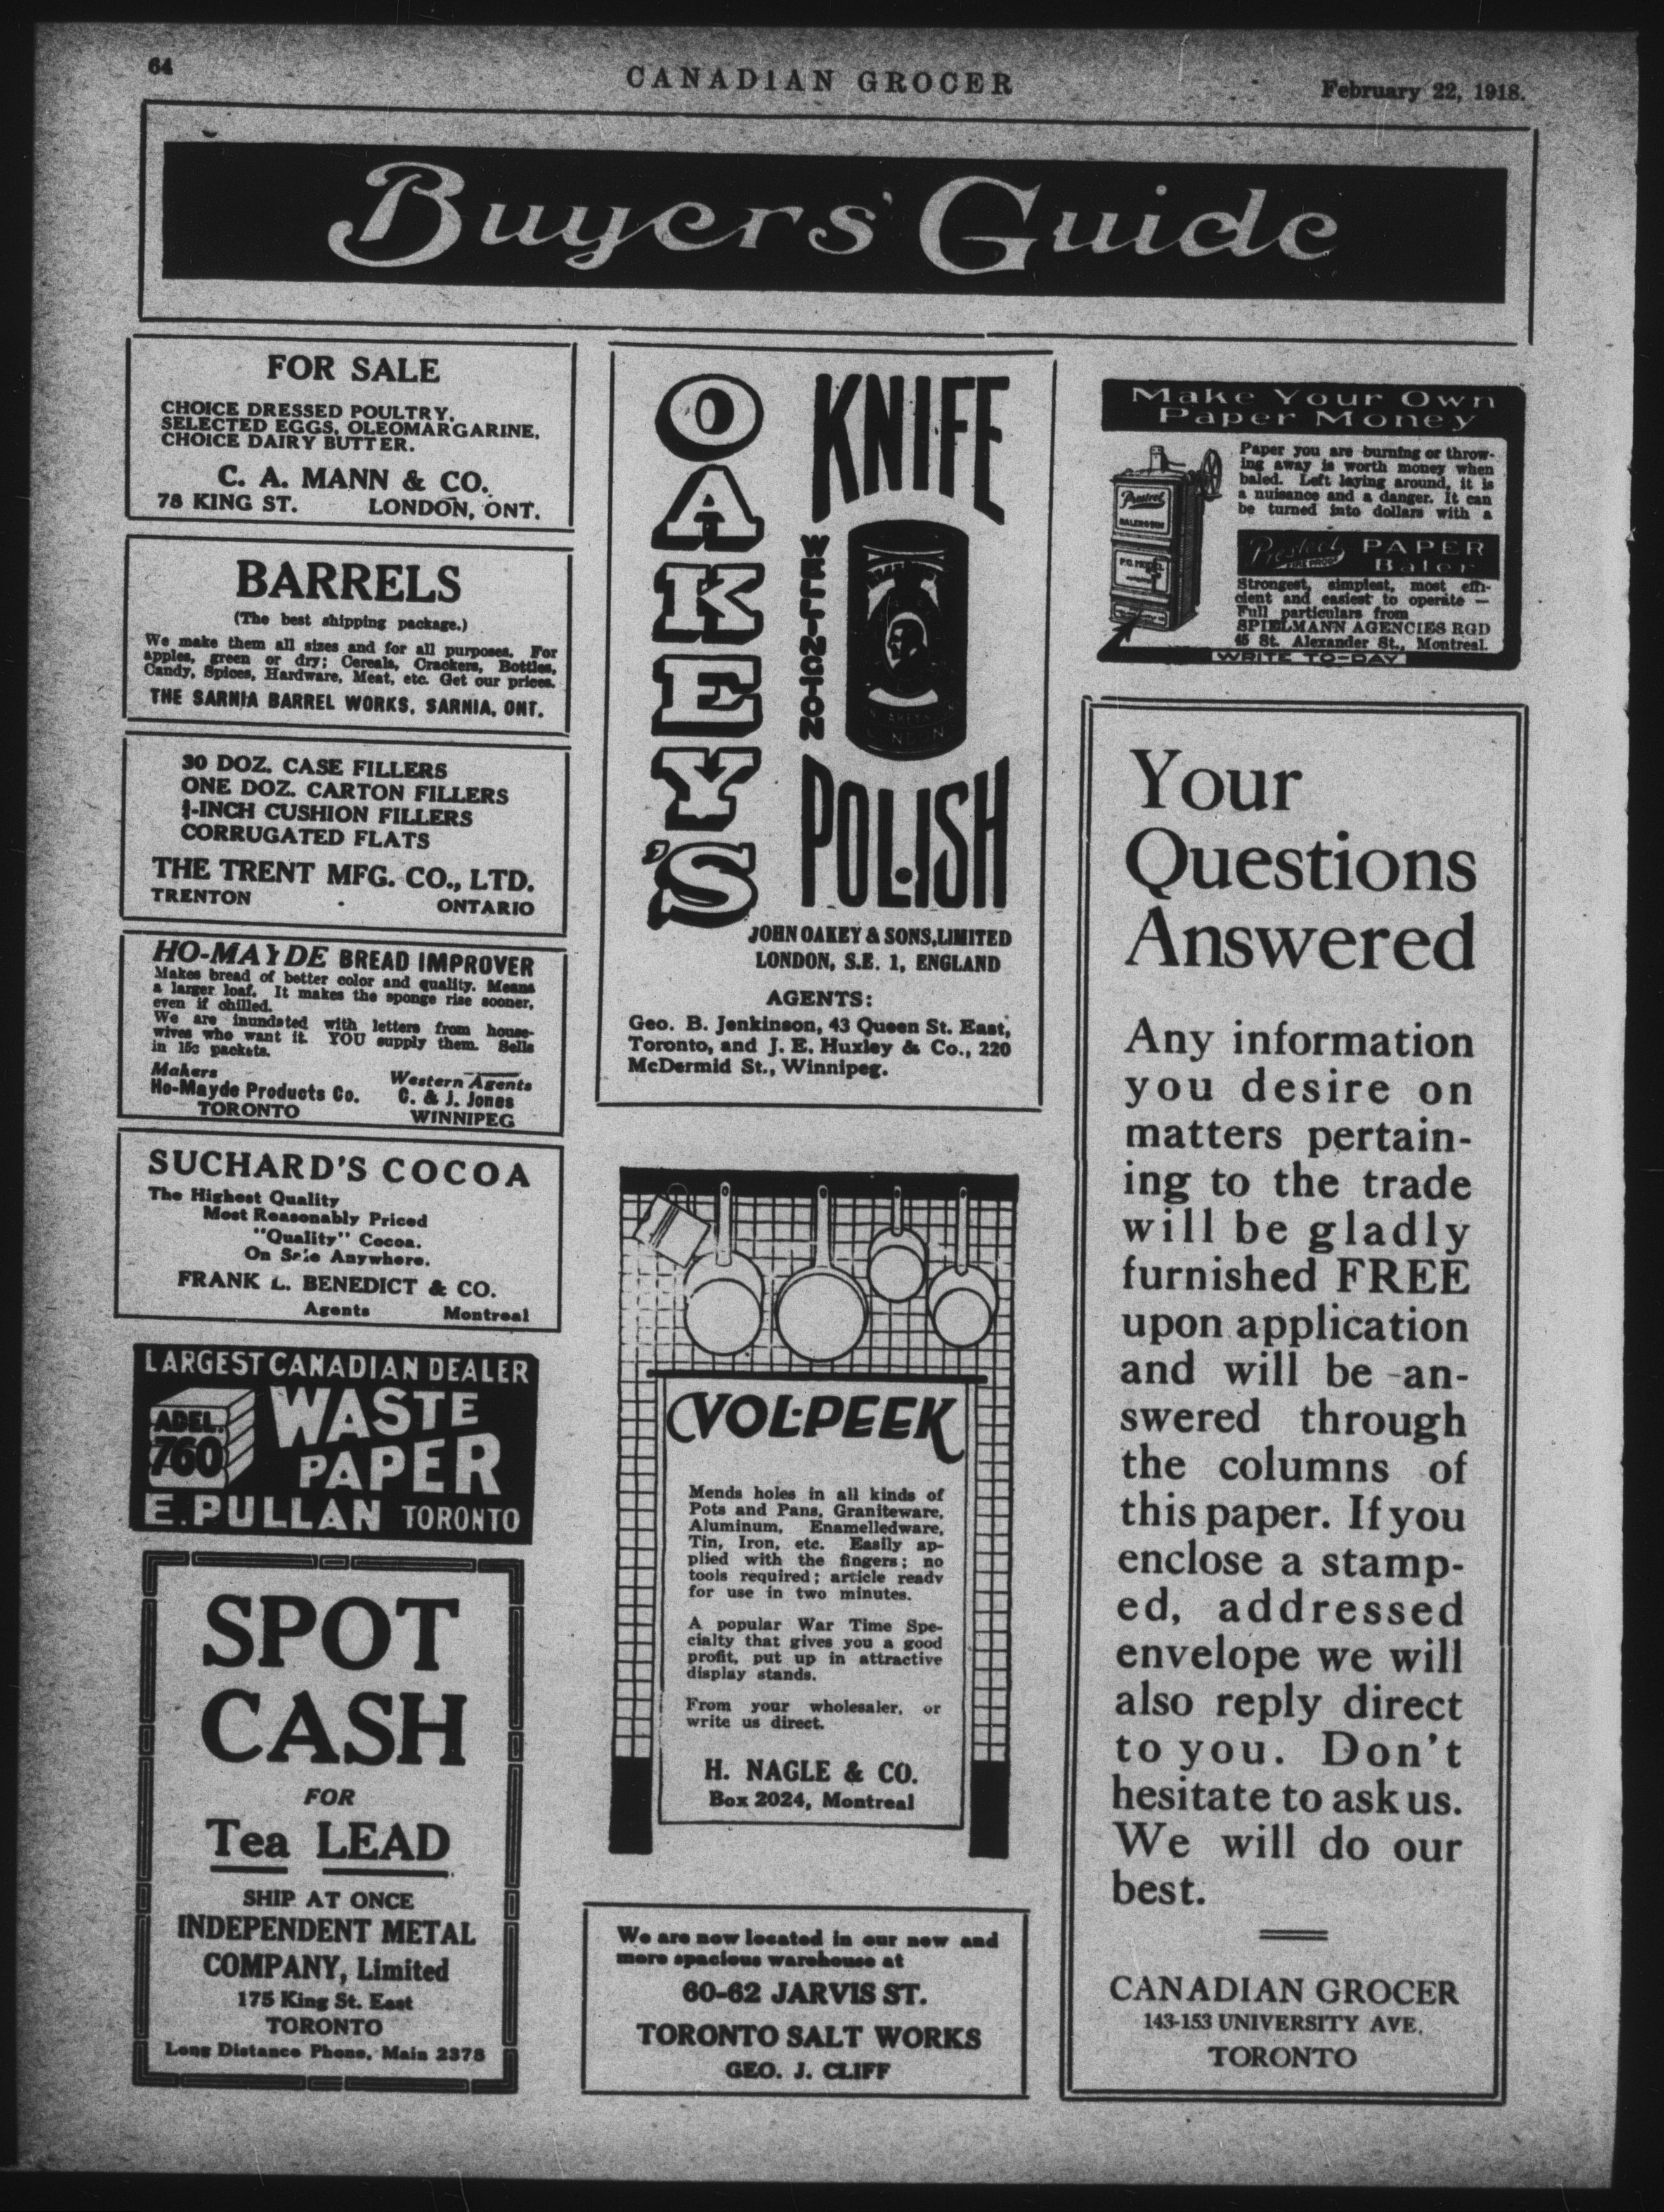 64
CANADIAN GROCER
February 22, 1918.
Buyers' Guide
FOR SALE
CHOICE DRESSED POULTRY,
SELECTED EGGS, OLEOMARGARINE,
CHOICE DAIRY BUTTER.
C. A. MANN & CO.
78 KING ST. LONDON, ONT.
BARRELS
(The best shipping package.)
We make them all sizes and for all purposes. For
apples, green or dry; Cereals, Crackers, Bottles,
Candy, Spices, Hardware, Meat, etc. Get our prices.
THE SARNIA BARREL WORKS, SARNIA, ONT.
30 DOZ. CASE FILLERS
ONE DOZ. CARTON FILLERS
-INCH CUSHION FILLERS
CORRUGATED FLATS
THE TRENT MFG. CO., LTD.
TRENTON ONTARIO
HO-MAYDE BREAD IMPROVER
Makes bread of better color and quality. Means
a larger loaf. It makes the sponge rise sooner,
even if chilled.
We are inundated with letters from house-
wives who want it. YOU supply them. Sells
in 15c packets.
Makers
Ho-Mayde Products Co.
TORONTO
Western Agents
C. & J. Jones
WINNIPEG
SUCHARD'S COCOA
The Highest Quality
Most Reasonably Priced
"Quality" Cocoa.
On Sale Anywhere.
FRANK L. BENEDICT & CO.
Agents Montreal
LARGEST CANADIAN DEALER
ADEL.
760
WASTE
PAPER
E. PULLAN TORONTO
SPOT
CASH
FOR
Tea LEAD
SHIP AT ONCE
INDEPENDENT METAL
COMPANY, Limited
175 King St. East
TORONTO
Long Distance Phone, Main 2378
OAKEY'S
WELLINGTON
KNIFE
POLISH
LONDON
JOHN OAKEY & SONS, LIMITED
LONDON, S.E. 1, ENGLAND
AGENTS:
Geo. B. Jenkinson, 43 Queen St. East,
Toronto, and J. E. Huxley & Co., 220
McDermid St., Winnipeg.
VOL-PEEK
Mends holes in all kinds of
Pots and Pans, Graniteware,
Aluminum, Enamelledware,
Tin, Iron, etc. Easily ap-
plied with the fingers; no
tools required; article ready
for use in two minutes.
A popular War Time Spe-
cialty that gives you a good
profit, put up in attractive
display stands.
From your wholesaler, or
write us direct.
H. NAGLE & CO.
Box 2024, Montreal
We are now located in our new and
more spacious warehouse at
60-62 JARVIS ST.
TORONTO SALT WORKS
GEO. J. CLIFF
Make Your Own
Paper Money
Paper you are burning or throw-
ing away is worth money when
baled. Left laying around, it is
a nuisance and a danger. It can
be turned into dollars with a
PAPER
Baler
Strongest, simplest, most effi-
cient and easiest to operate —
Full particulars from
SPIELMANN AGENCIES RGD
45 St. Alexander St., Montreal.
WRITE TO-DAY
Your
Questions
Answered
Any information
you desire on
matters pertain-
ing to the trade
will be gladly
furnished FREE
upon application
and will be an-
swered through
the columns of
this paper. If you
enclose a stamp-
ed, addressed
envelope we will
also reply direct
to you. Don't
hesitate to ask us.
We will do our
best.
CANADIAN GROCER
143-153 UNIVERSITY AVE.
TORONTO